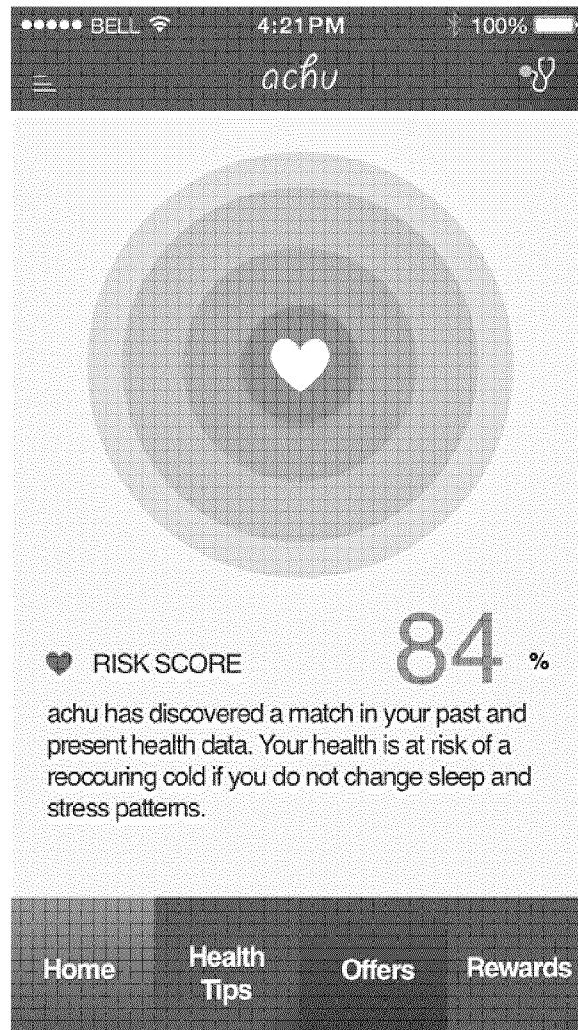 BELL 4:21 PM 100%
achu
RISK SCORE 84 %
achu has discovered a match in your past and
present health data. Your health is at risk of a
reoccuring cold if you do not change sleep and
stress patterns.
Home Health Tips Offers Rewards